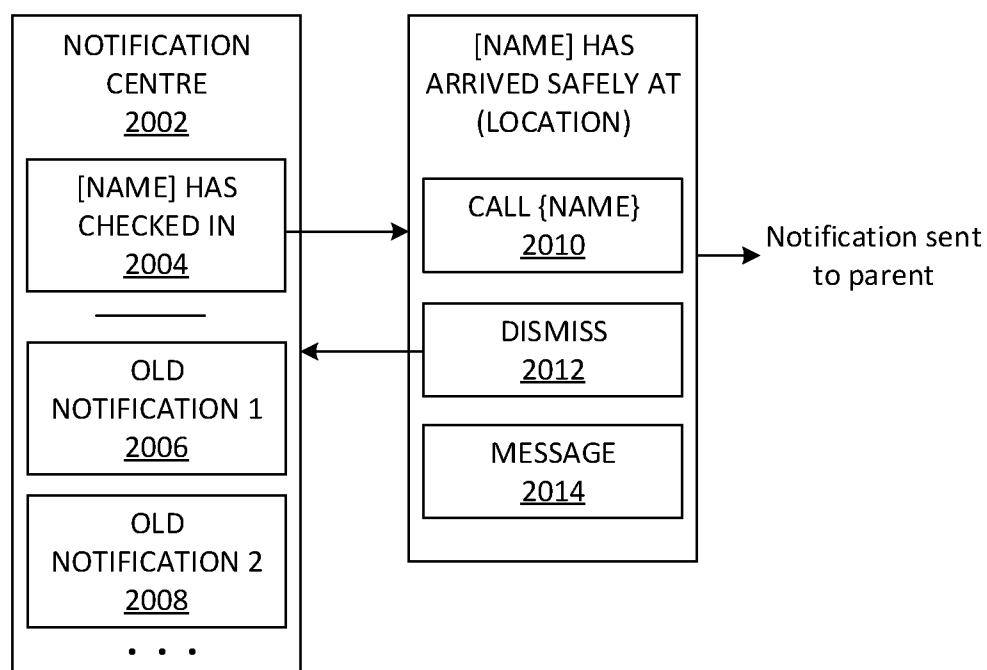 NOTIFICATION
CENTRE
2002
[NAME] HAS
CHECKED IN
2004
OLD
NOTIFICATION 1
2006
OLD
NOTIFICATION 2
2008
. . .
[NAME] HAS
ARRIVED SAFELY AT
(LOCATION)
CALL {NAME}
2010
DISMISS
2012
MESSAGE
2014
Notification sent
to parent